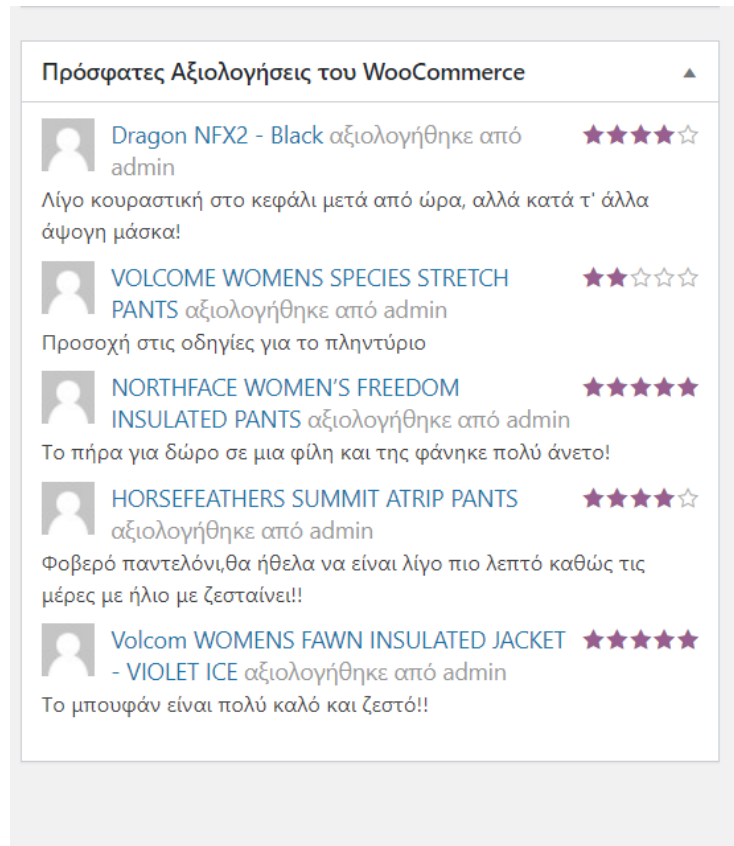 Πρόσφατες Αξιολογήσεις του WooCommerce
Dragon NFX2 - Black αξιολογήθηκε από
admin
Λίγο κουραστική στο κεφάλι μετά από ώρα, αλλά κατά τ' άλλα
άψογη μάσκα!
VOLCOME WOMENS SPECIES STRETCH
PANTS αξιολογήθηκε από admin
Προσοχή στις οδηγίες για το πληντύριο
NORTHFACE WOMEN’S FREEDOM
INSULATED PANTS αξιολογήθηκε από admin
Το πήρα για δώρο σε μια φίλη και της φάνηκε πολύ άνετο!
HORSEFEATHERS SUMMIT ATRIP PANTS
αξιολογήθηκε από admin
Φοβερό παντελόνι,θα ήθελα να είναι λίγο πιο λεπτό καθώς τις
μέρες με ήλιο με ζεσταίνει!!
Volcom WOMENS FAWN INSULATED JACKET
- VIOLET ICE αξιολογήθηκε από admin
Το μπουφάν είναι πολύ καλό και ζεστό!!